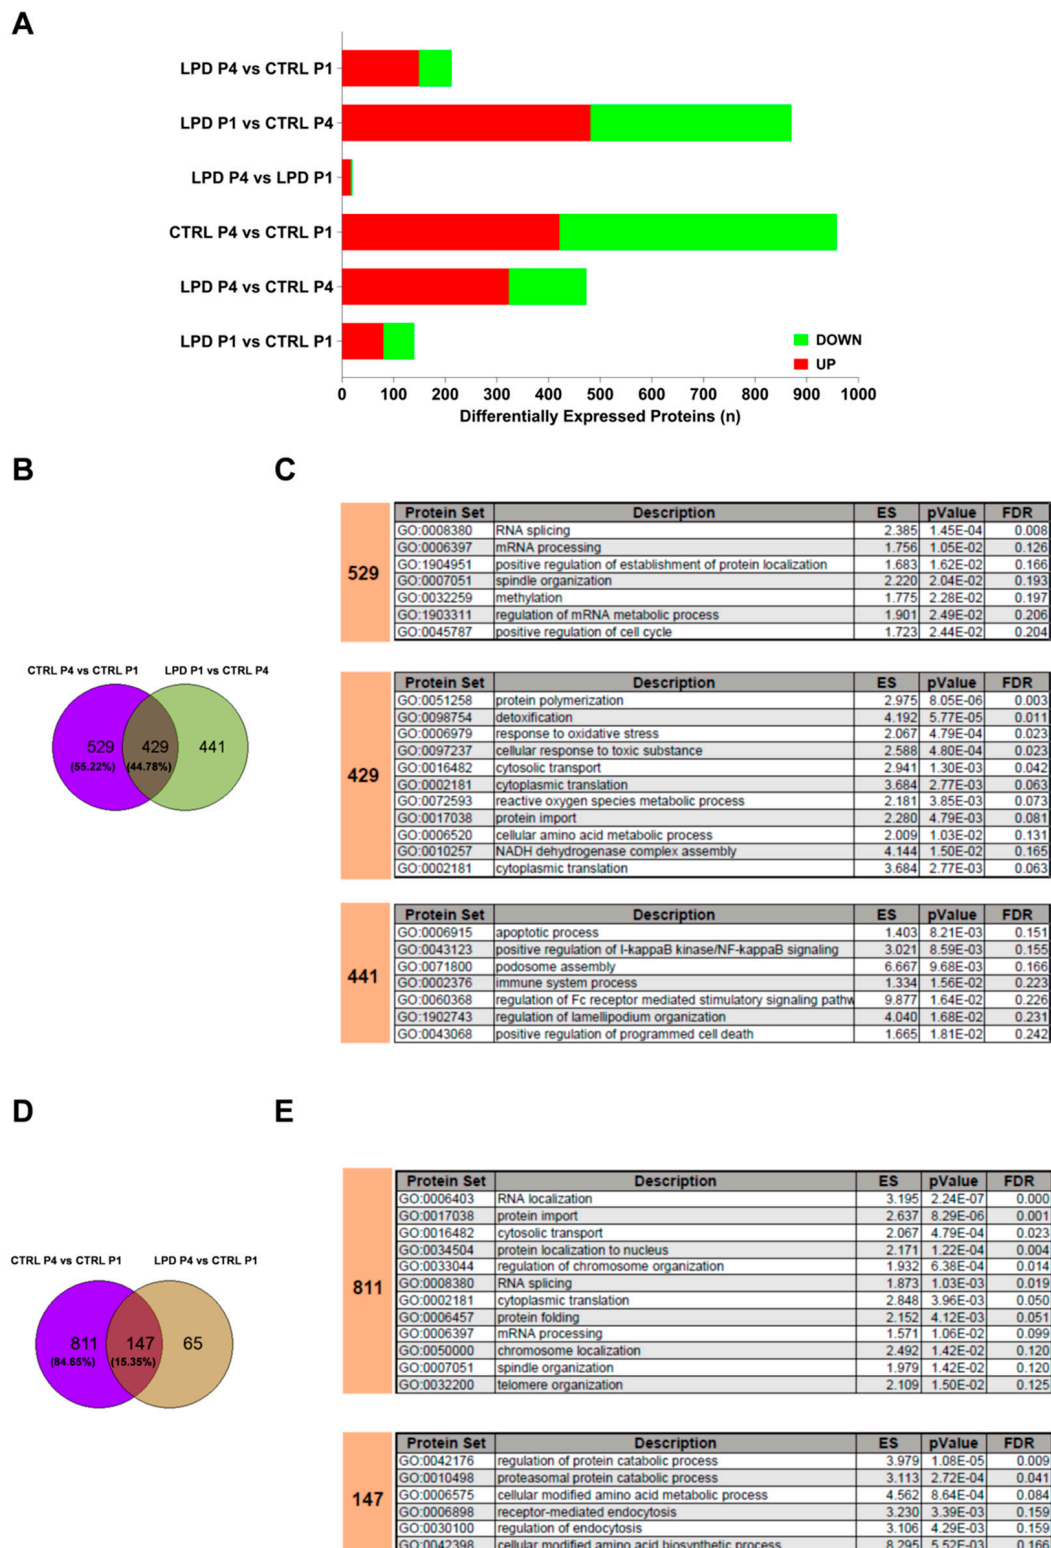 A
LPD P4 vs CTRL P1
LPD P1 vs CTRL P4
LPD P4 vs LPD P1
CTRL P4 vs CTRL P1
LPD P4 vs CTRL P4
LPD P1 vs CTRL P1
DOWN
UP
0 100 200 300 400 500 600 700 800 900 1000
Differentially Expressed Proteins (n)
B
CTRL P4 vs CTRL P1 LPD P1 vs CTRL P4
529 429 441
(55.22%) (44.78%)
C
529
Protein Set Description ES pValue FDR
GO:0008380 RNA splicing 2.385 1.45E-04 0.008
GO:0006397 mRNA processing 1.756 1.05E-02 0.126
GO:1904951 positive regulation of establishment of protein localization 1.683 1.62E-02 0.166
GO:0007051 spindle organization 2.220 2.04E-02 0.193
GO:0032259 methylation 1.775 2.28E-02 0.197
GO:1903311 regulation of mRNA metabolic process 1.901 2.49E-02 0.206
GO:0045787 positive regulation of cell cycle 1.723 2.44E-02 0.204
429
Protein Set Description ES pValue FDR
GO:0051258 protein polymerization 2.975 8.05E-06 0.003
GO:0098754 detoxification 4.192 5.77E-05 0.011
GO:0006979 response to oxidative stress 2.067 4.79E-04 0.023
GO:0097237 cellular response to toxic substance 2.588 4.80E-04 0.023
GO:0016482 cytosolic transport 2.941 1.30E-03 0.042
GO:0002181 cytoplasmic translation 3.684 2.77E-03 0.063
GO:0072593 reactive oxygen species metabolic process 2.181 3.85E-03 0.073
GO:0017038 protein import 2.280 4.79E-03 0.081
GO:0006520 cellular amino acid metabolic process 2.009 1.03E-02 0.131
GO:0010257 NADH dehydrogenase complex assembly 4.144 1.50E-02 0.165
GO:0002181 cytoplasmic translation 3.684 2.77E-03 0.063
441
Protein Set Description ES pValue FDR
GO:0006915 apoptotic process 1.403 8.21E-03 0.151
GO:0043123 positive regulation of I-kappaB kinase/NF-kappaB signaling 3.021 8.59E-03 0.155
GO:0071800 podosome assembly 6.667 9.68E-03 0.166
GO:0002376 immune system process 1.334 1.56E-02 0.223
GO:0060368 regulation of Fc receptor mediated stimulatory signaling pathw 9.877 1.64E-02 0.226
GO:1902743 regulation of lamellipodium organization 4.040 1.68E-02 0.231
GO:0043068 positive regulation of programmed cell death 1.665 1.81E-02 0.242
D
CTRL P4 vs CTRL P1 LPD P4 vs CTRL P1
811 147 65
(84.65%) (15.35%)
E
811
Protein Set Description ES pValue FDR
GO:0006403 RNA localization 3.195 2.24E-07 0.000
GO:0017038 protein import 2.637 8.29E-06 0.001
GO:0016482 cytosolic transport 2.067 4.79E-04 0.023
GO:0034504 protein localization to nucleus 2.171 1.22E-04 0.004
GO:0033044 regulation of chromosome organization 1.932 6.38E-04 0.014
GO:0008380 RNA splicing 1.873 1.03E-03 0.019
GO:0002181 cytoplasmic translation 2.848 3.96E-03 0.050
GO:0006457 protein folding 2.152 4.12E-03 0.051
GO:0006397 mRNA processing 1.571 1.06E-02 0.099
GO:0050000 chromosome localization 2.492 1.42E-02 0.120
GO:0007051 spindle organization 1.979 1.42E-02 0.120
GO:0032200 telomere organization 2.109 1.50E-02 0.125
147
Protein Set Description ES pValue FDR
GO:0042176 regulation of protein catabolic process 3.979 1.08E-05 0.009
GO:0010498 proteasomal protein catabolic process 3.113 2.72E-04 0.041
GO:0006575 cellular modified amino acid metabolic process 4.562 8.64E-04 0.084
GO:0006898 receptor-mediated endocytosis 3.230 3.39E-03 0.159
GO:0030100 regulation of endocytosis 3.106 4.29E-03 0.159
GO:0042398 cellular modified amino acid biosynthetic process 8.295 5.52E-03 0.166